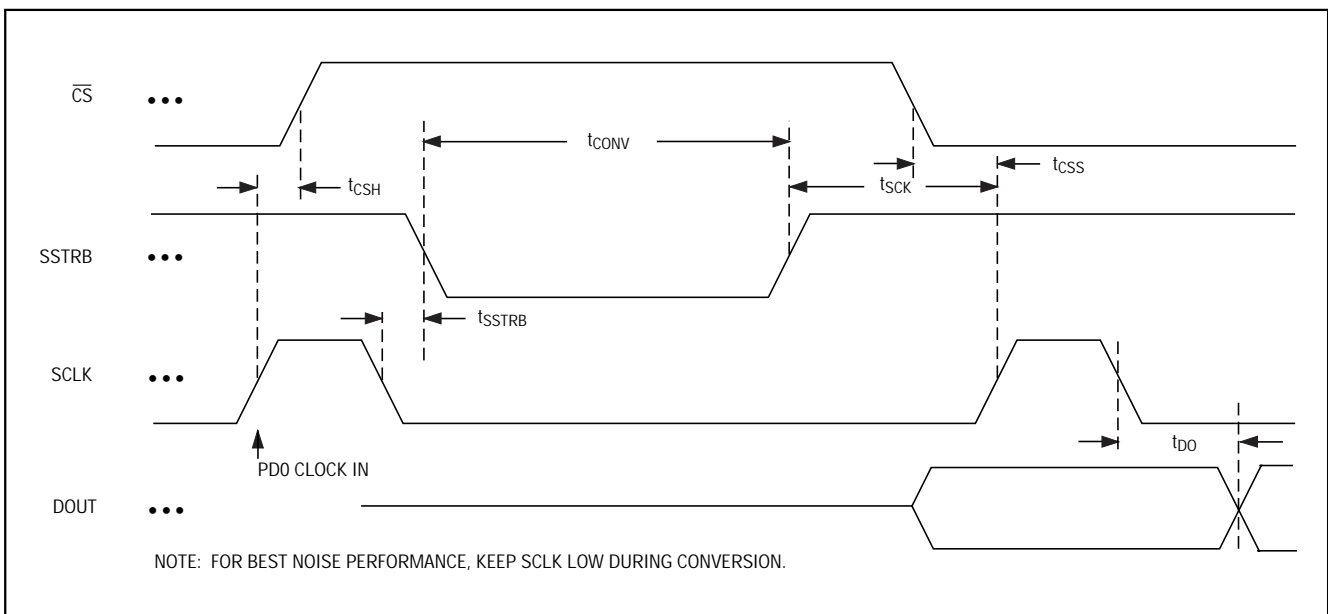 CS
tCONV
tCSS
tCSH
tSCK
SSTRB
tSSTRB
SCLK
PD0 CLOCK IN
tDO
DOUT
NOTE: FOR BEST NOISE PERFORMANCE, KEEP SCLK LOW DURING CONVERSION.